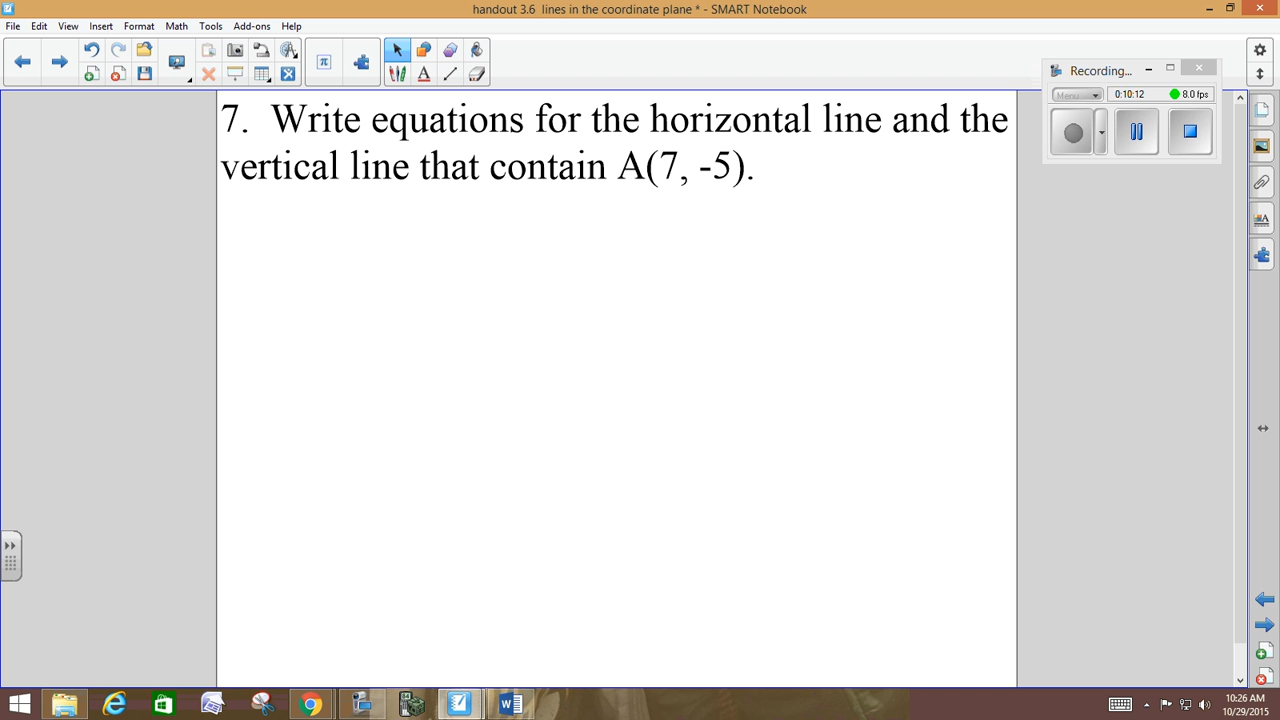 handout 3.6 lines in the coordinate plane * - SMART Notebook
File Edit View Insert Format Math Tools Add-ons Help
Recording...
Menu 0:10:12 8.0 fps
7. Write equations for the horizontal line and the
vertical line that contain A(7, -5).
10:26 AM
10/29/2015